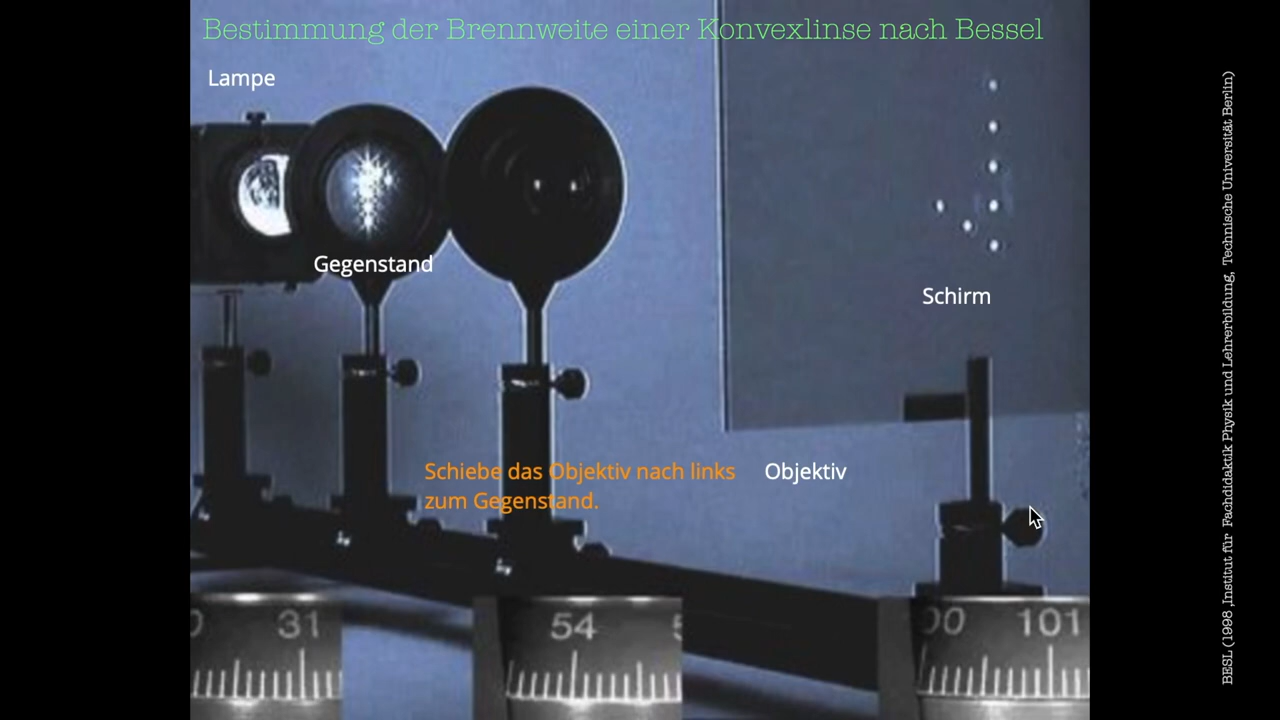 Bestimmung der Brennweite einer Konvexlinse nach Bessel
Lampe
Gegenstand
Schirm
Schiebe das Objektiv nach links
zum Gegenstand.
Objektiv
31
54
00
101
BESL (1998 ,Institut für Fachdidaktik Physik und Lehrerbildung, Technische Universität Berlin)